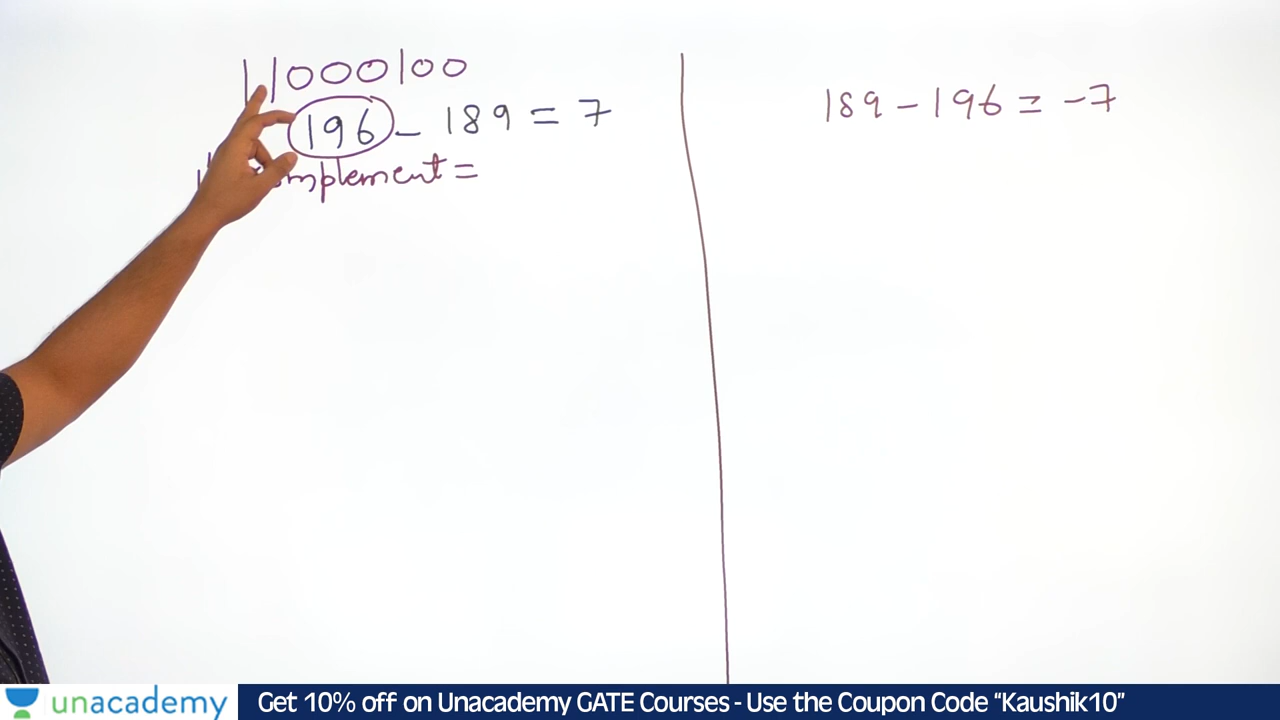 11000100
196 - 189 = 7
189 - 196 = -7
unacademy
Get 10% off on Unacademy GATE Courses - Use the Coupon Code “Kaushik10”